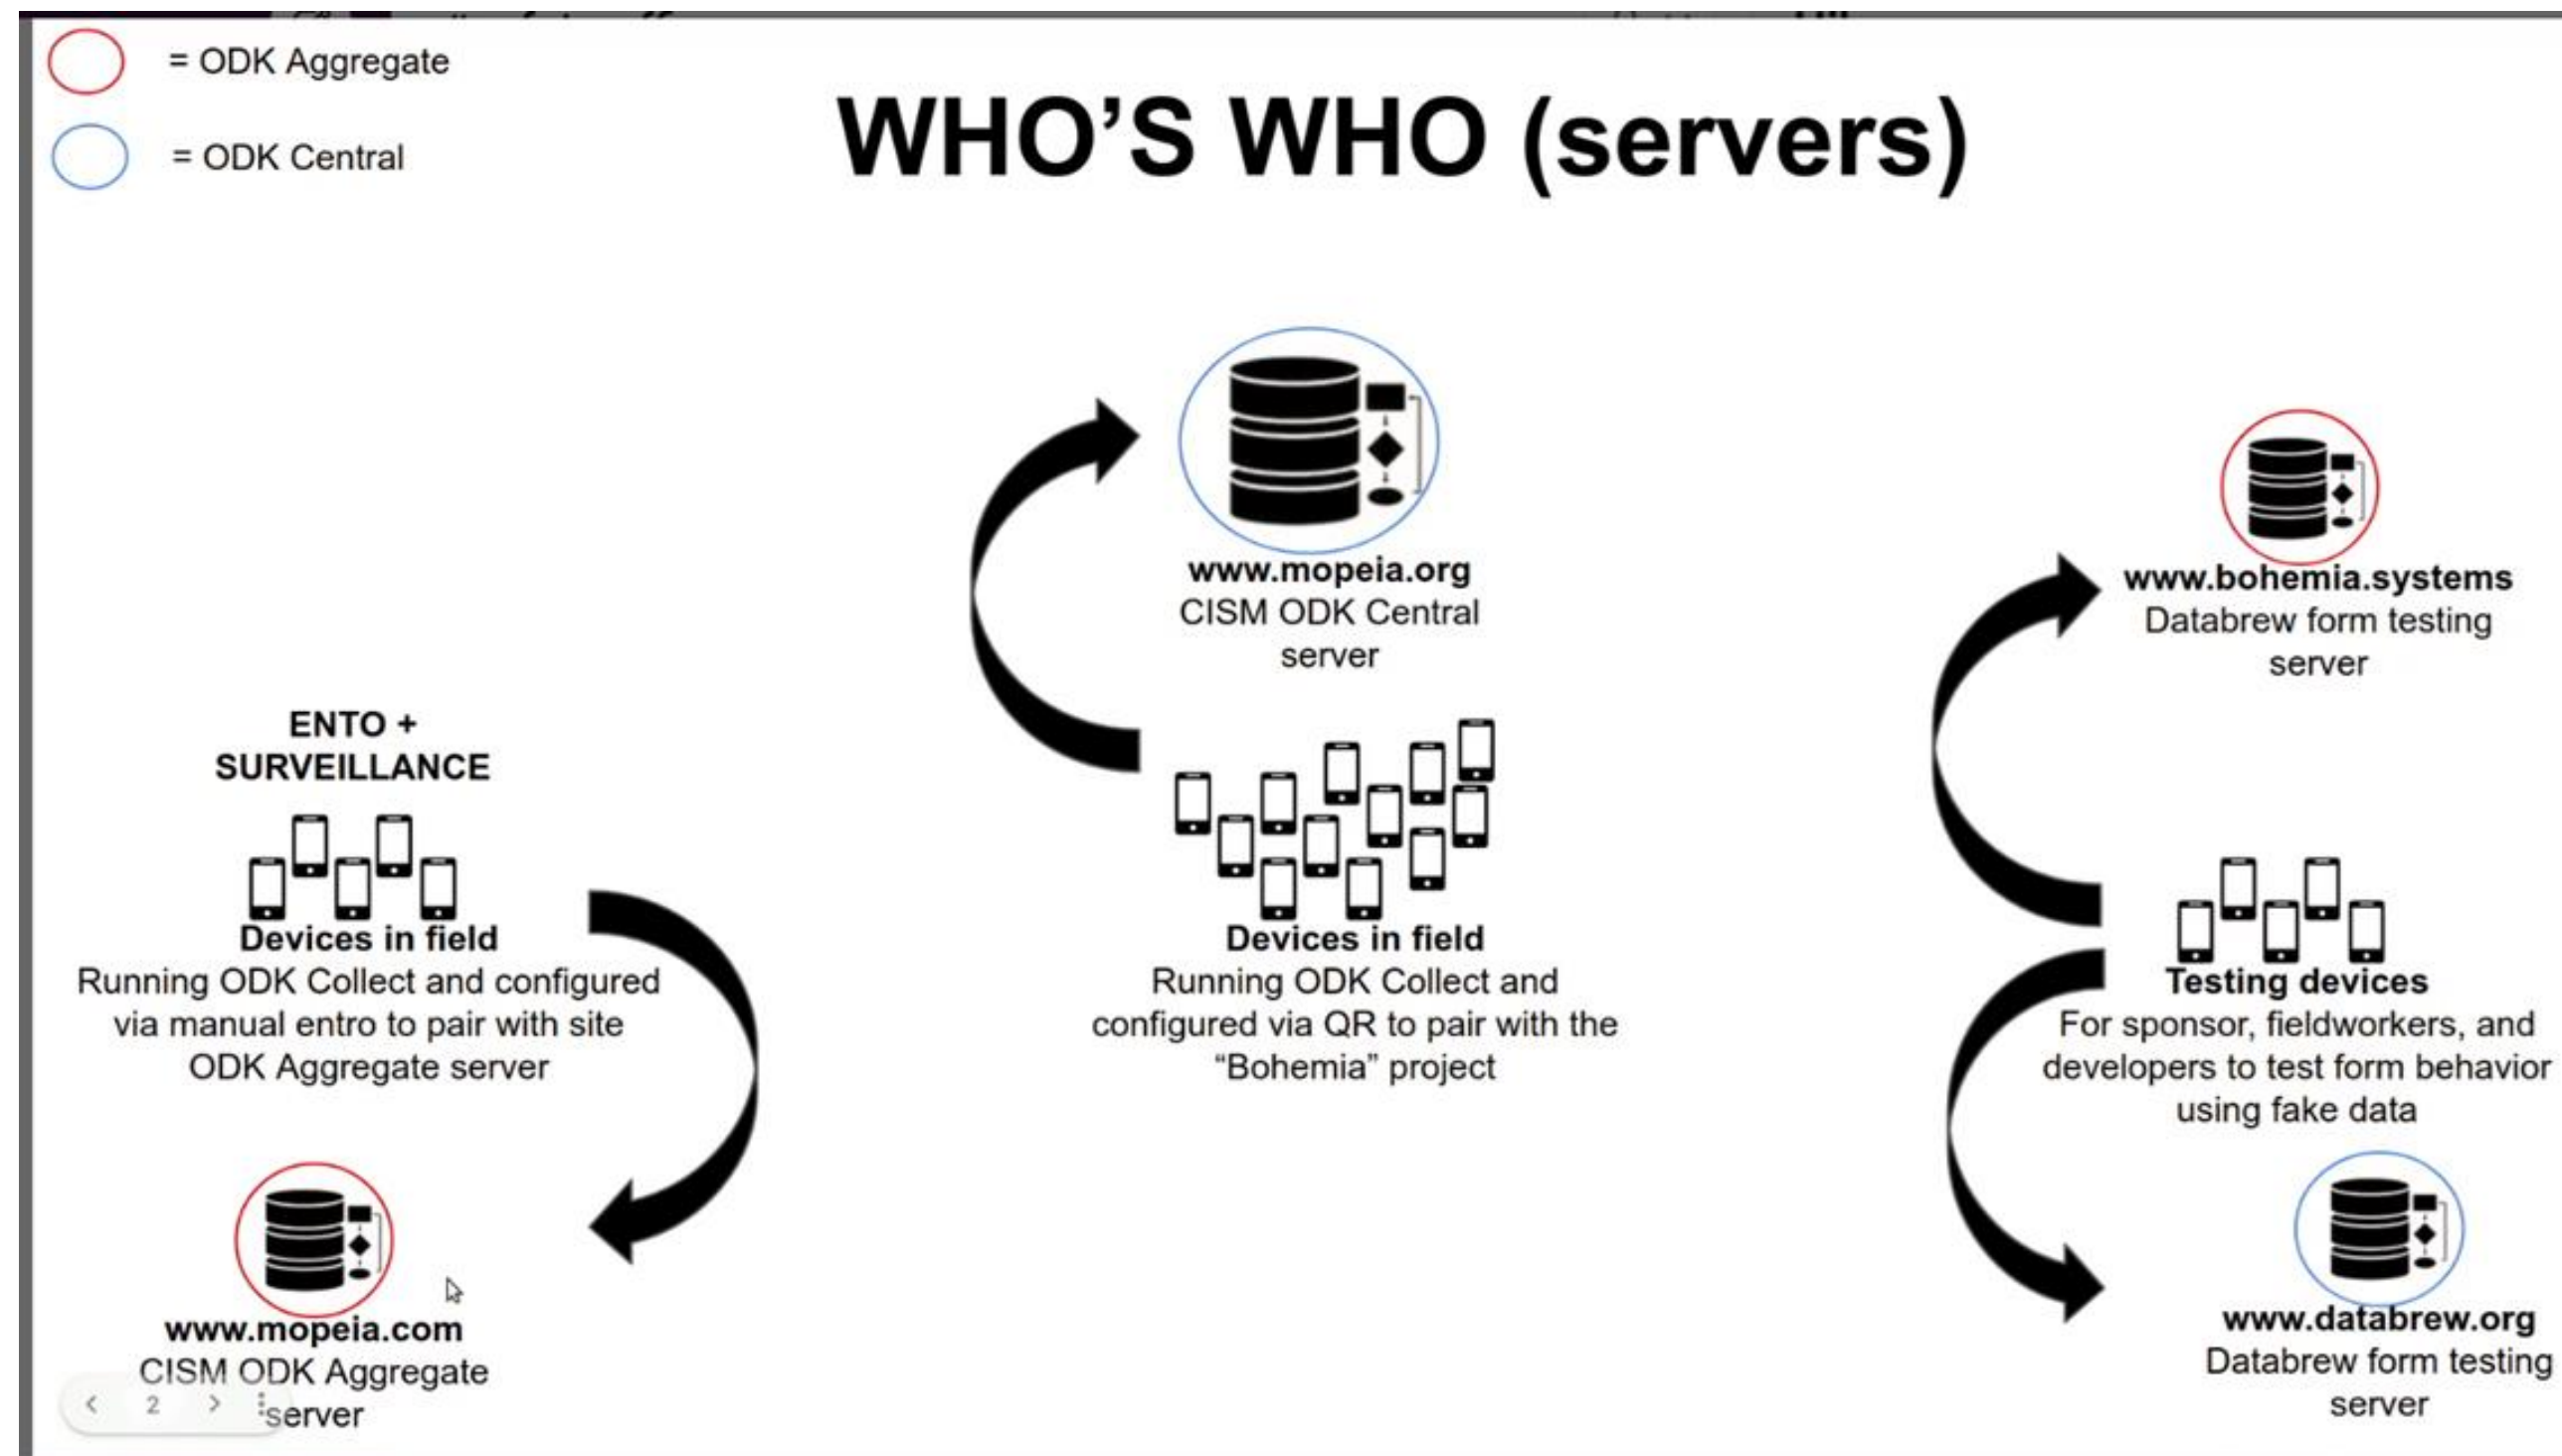 = ODK Aggregate
= ODK Central
WHO’S WHO (servers)
ENTO +
SURVEILLANCE
Devices in field
Running ODK Collect and configured
via manual entro to pair with site
ODK Aggregate server
www.mopeia.com
CISM ODK Aggregate
server
2
www.mopeia.org
CISM ODK Central
server
Devices in field
Running ODK Collect and
configured via QR to pair with the
“Bohemia” project
www.bohemia.systems
Databrew form testing
server
Testing devices
For sponsor, fieldworkers, and
developers to test form behavior
using fake data
www.databrew.org
Databrew form testing
server